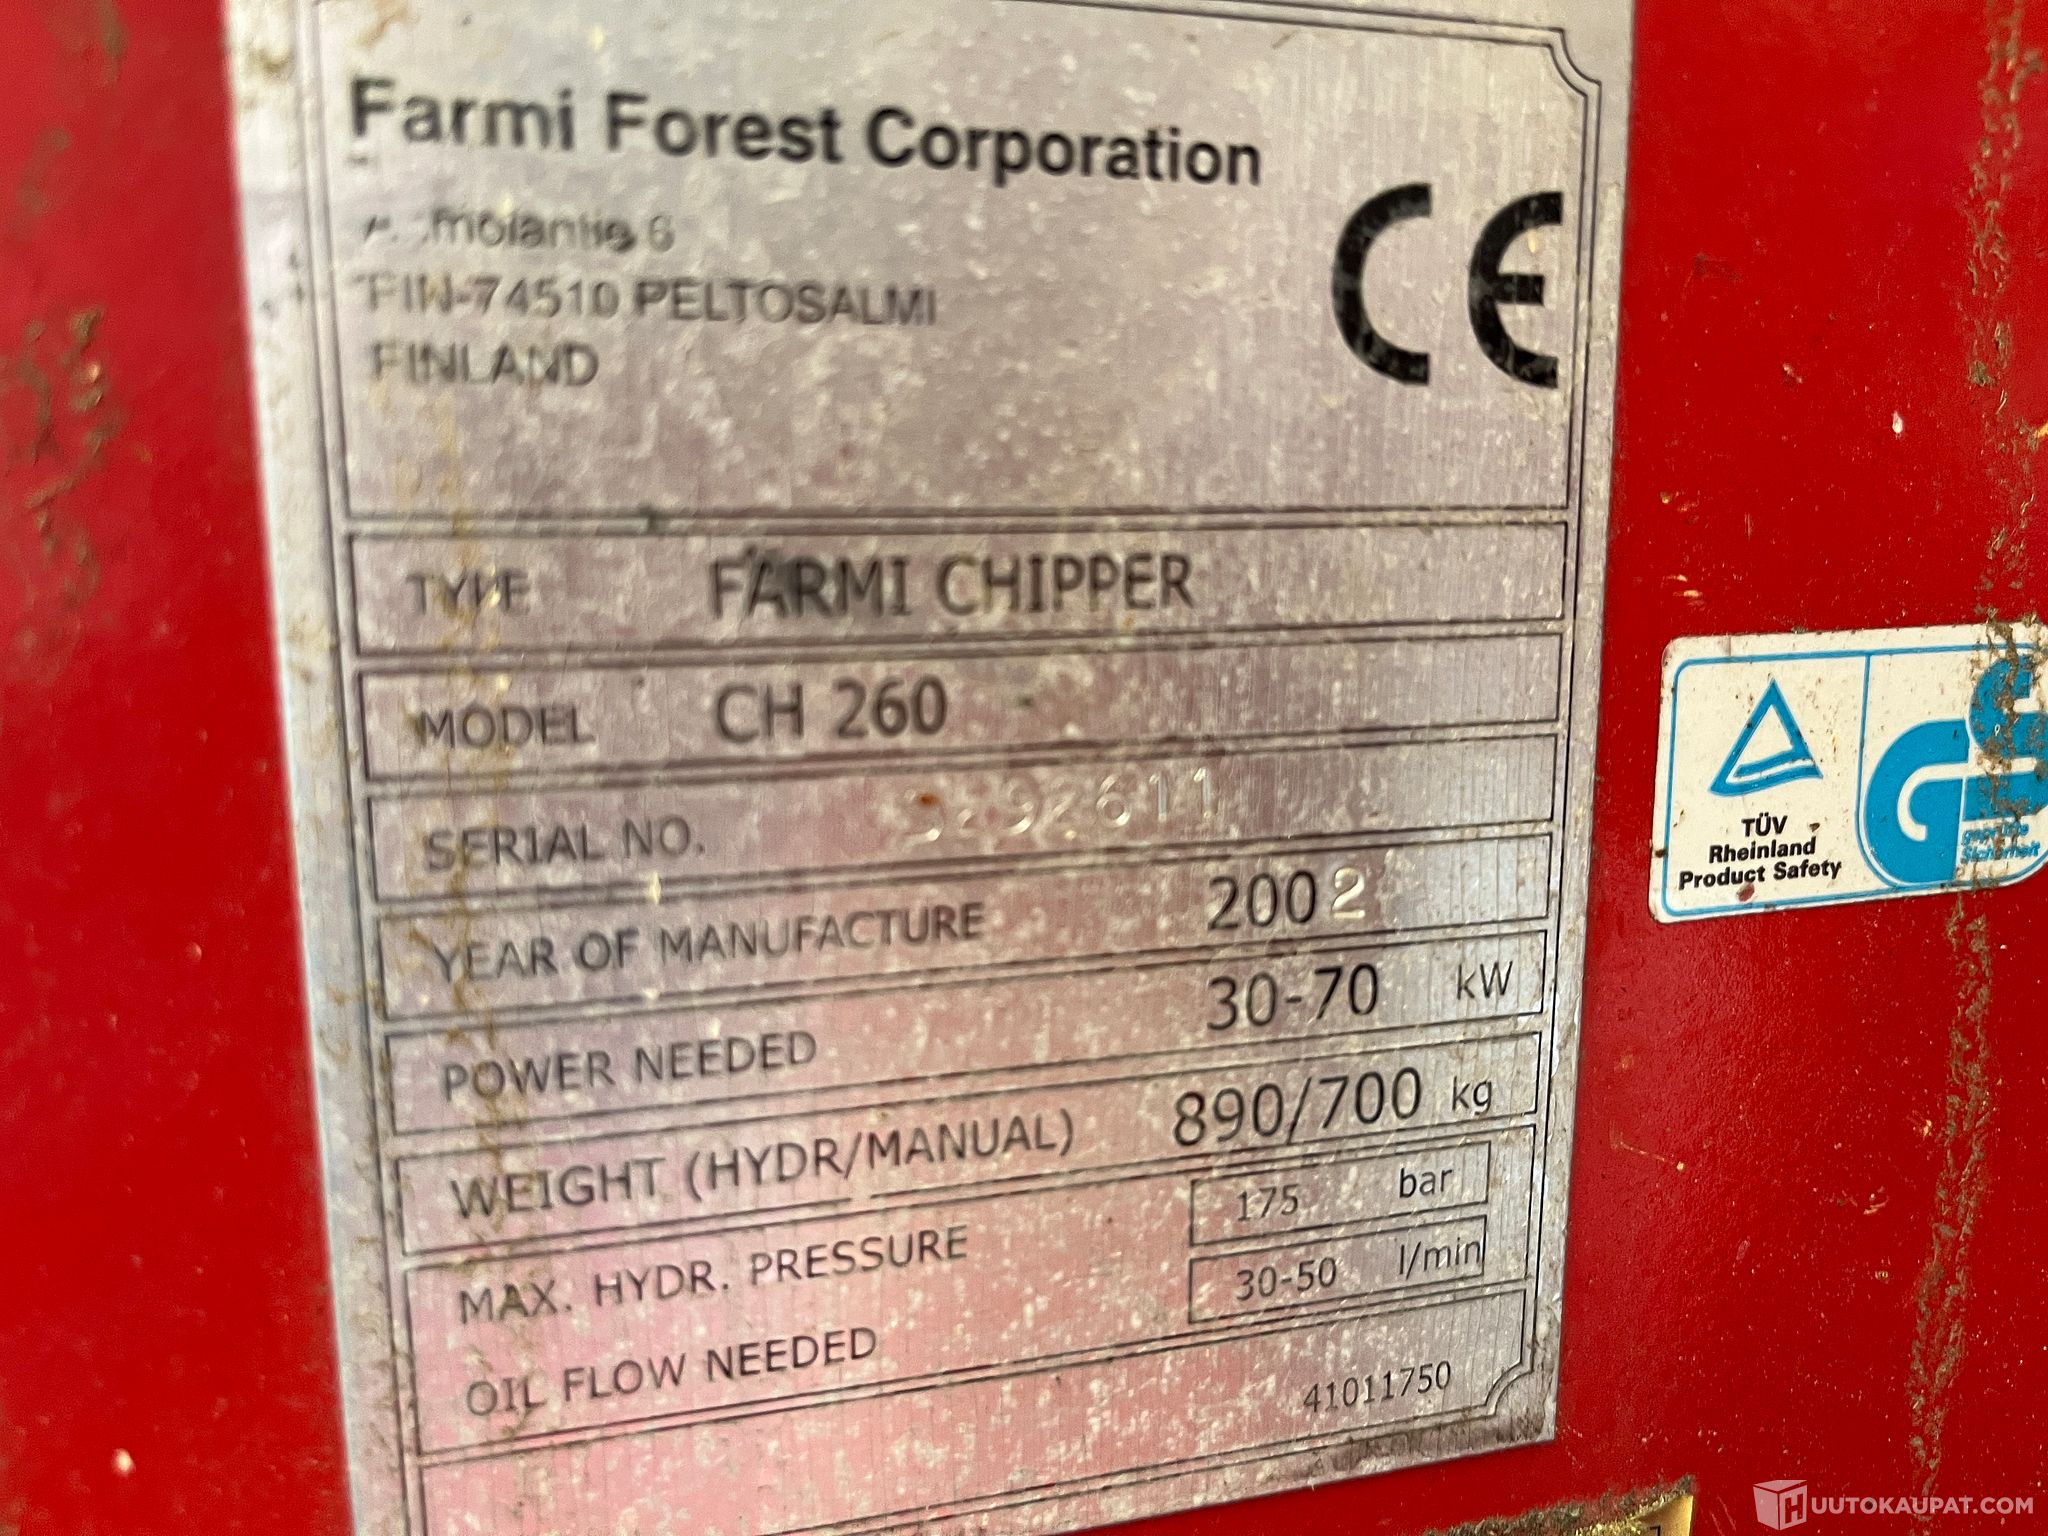 Farmi Forest Corporation
FIN-74510 PELTOSALMI
FINLAND
CE
TYPE FARMI CHIPPER
MODEL CH 260
SERIAL NO.
YEAR OF MANUFACTURE 2002
POWER NEEDED 30-70 kW
WEIGHT (HYDR/MANUAL) 890/700 kg
MAX. HYDR. PRESSURE 175 bar
OIL FLOW NEEDED 30-50 l/min
41011750
TÜV
Rheinland
Product Safety
geprüfte
Sicherheit
HUUTOKAUPAT.COM